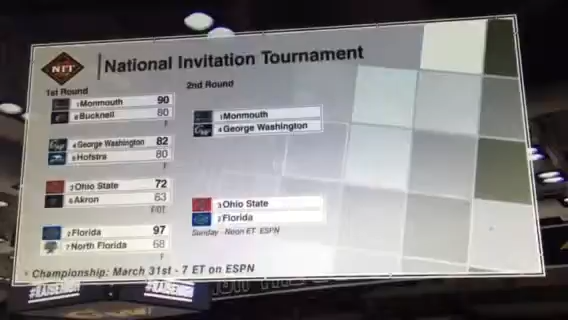 NIT
National Invitation Tournament
1st Round
2nd Round
1 Monmouth 90
8 Bucknell 80
F
4 George Washington 82
5 Hofstra 80
F
3 Ohio State 72
6 Akron 63
F/OT
2 Florida 97
7 North Florida 68
F
1 Monmouth
4 George Washington
3 Ohio State
2 Florida
Sunday - Noon ET ESPN
* Championship: March 31st - 7 ET on ESPN